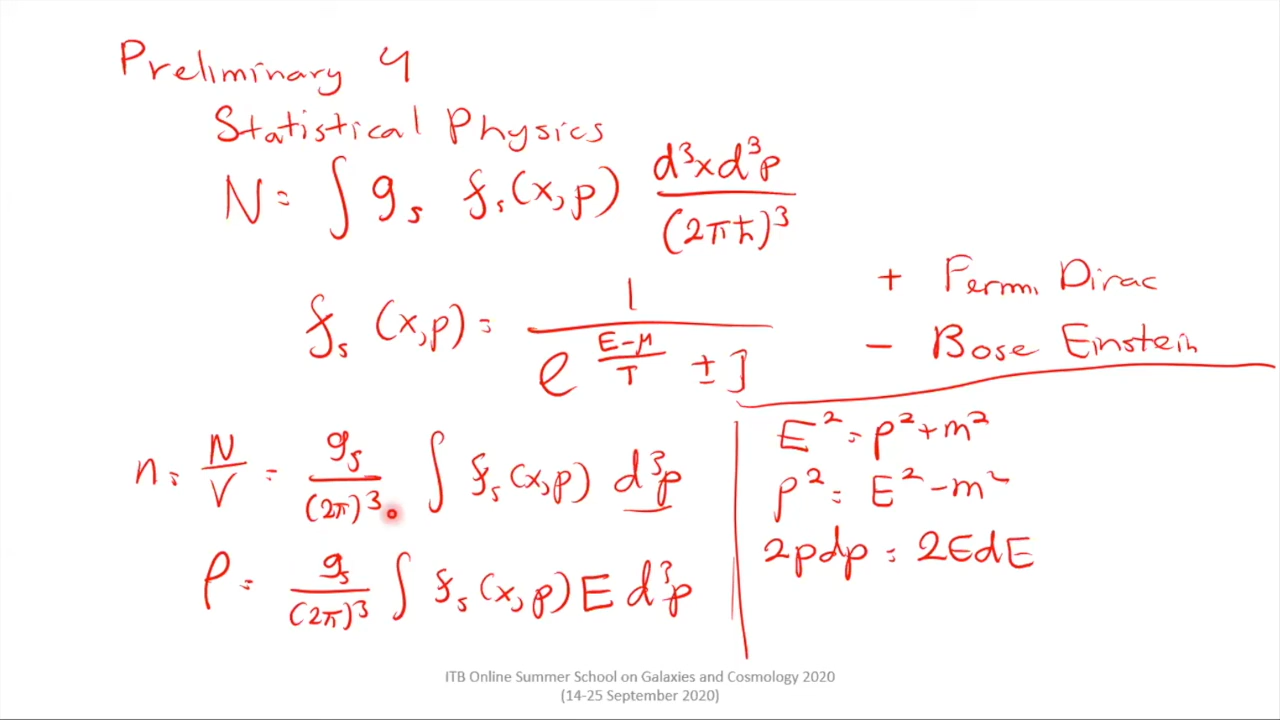 Preliminary 4
Statistical Physics
N = ∫ g_s f_s(x,p) d³x d³p / (2πħ)³
f_s (x,p) = 1 / (e^{(E-μ)/T} ± 1)
+ Fermi Dirac
- Bose Einstein
n = N/V = g_s/(2π)³ ∫ f_s(x,p) d³p
ρ = g_s/(2π)³ ∫ f_s(x,p) E d³p
E² = p² + m²
p² = E² - m²
2pdp = 2EdE
ITB Online Summer School on Galaxies and Cosmology 2020
(14-25 September 2020)